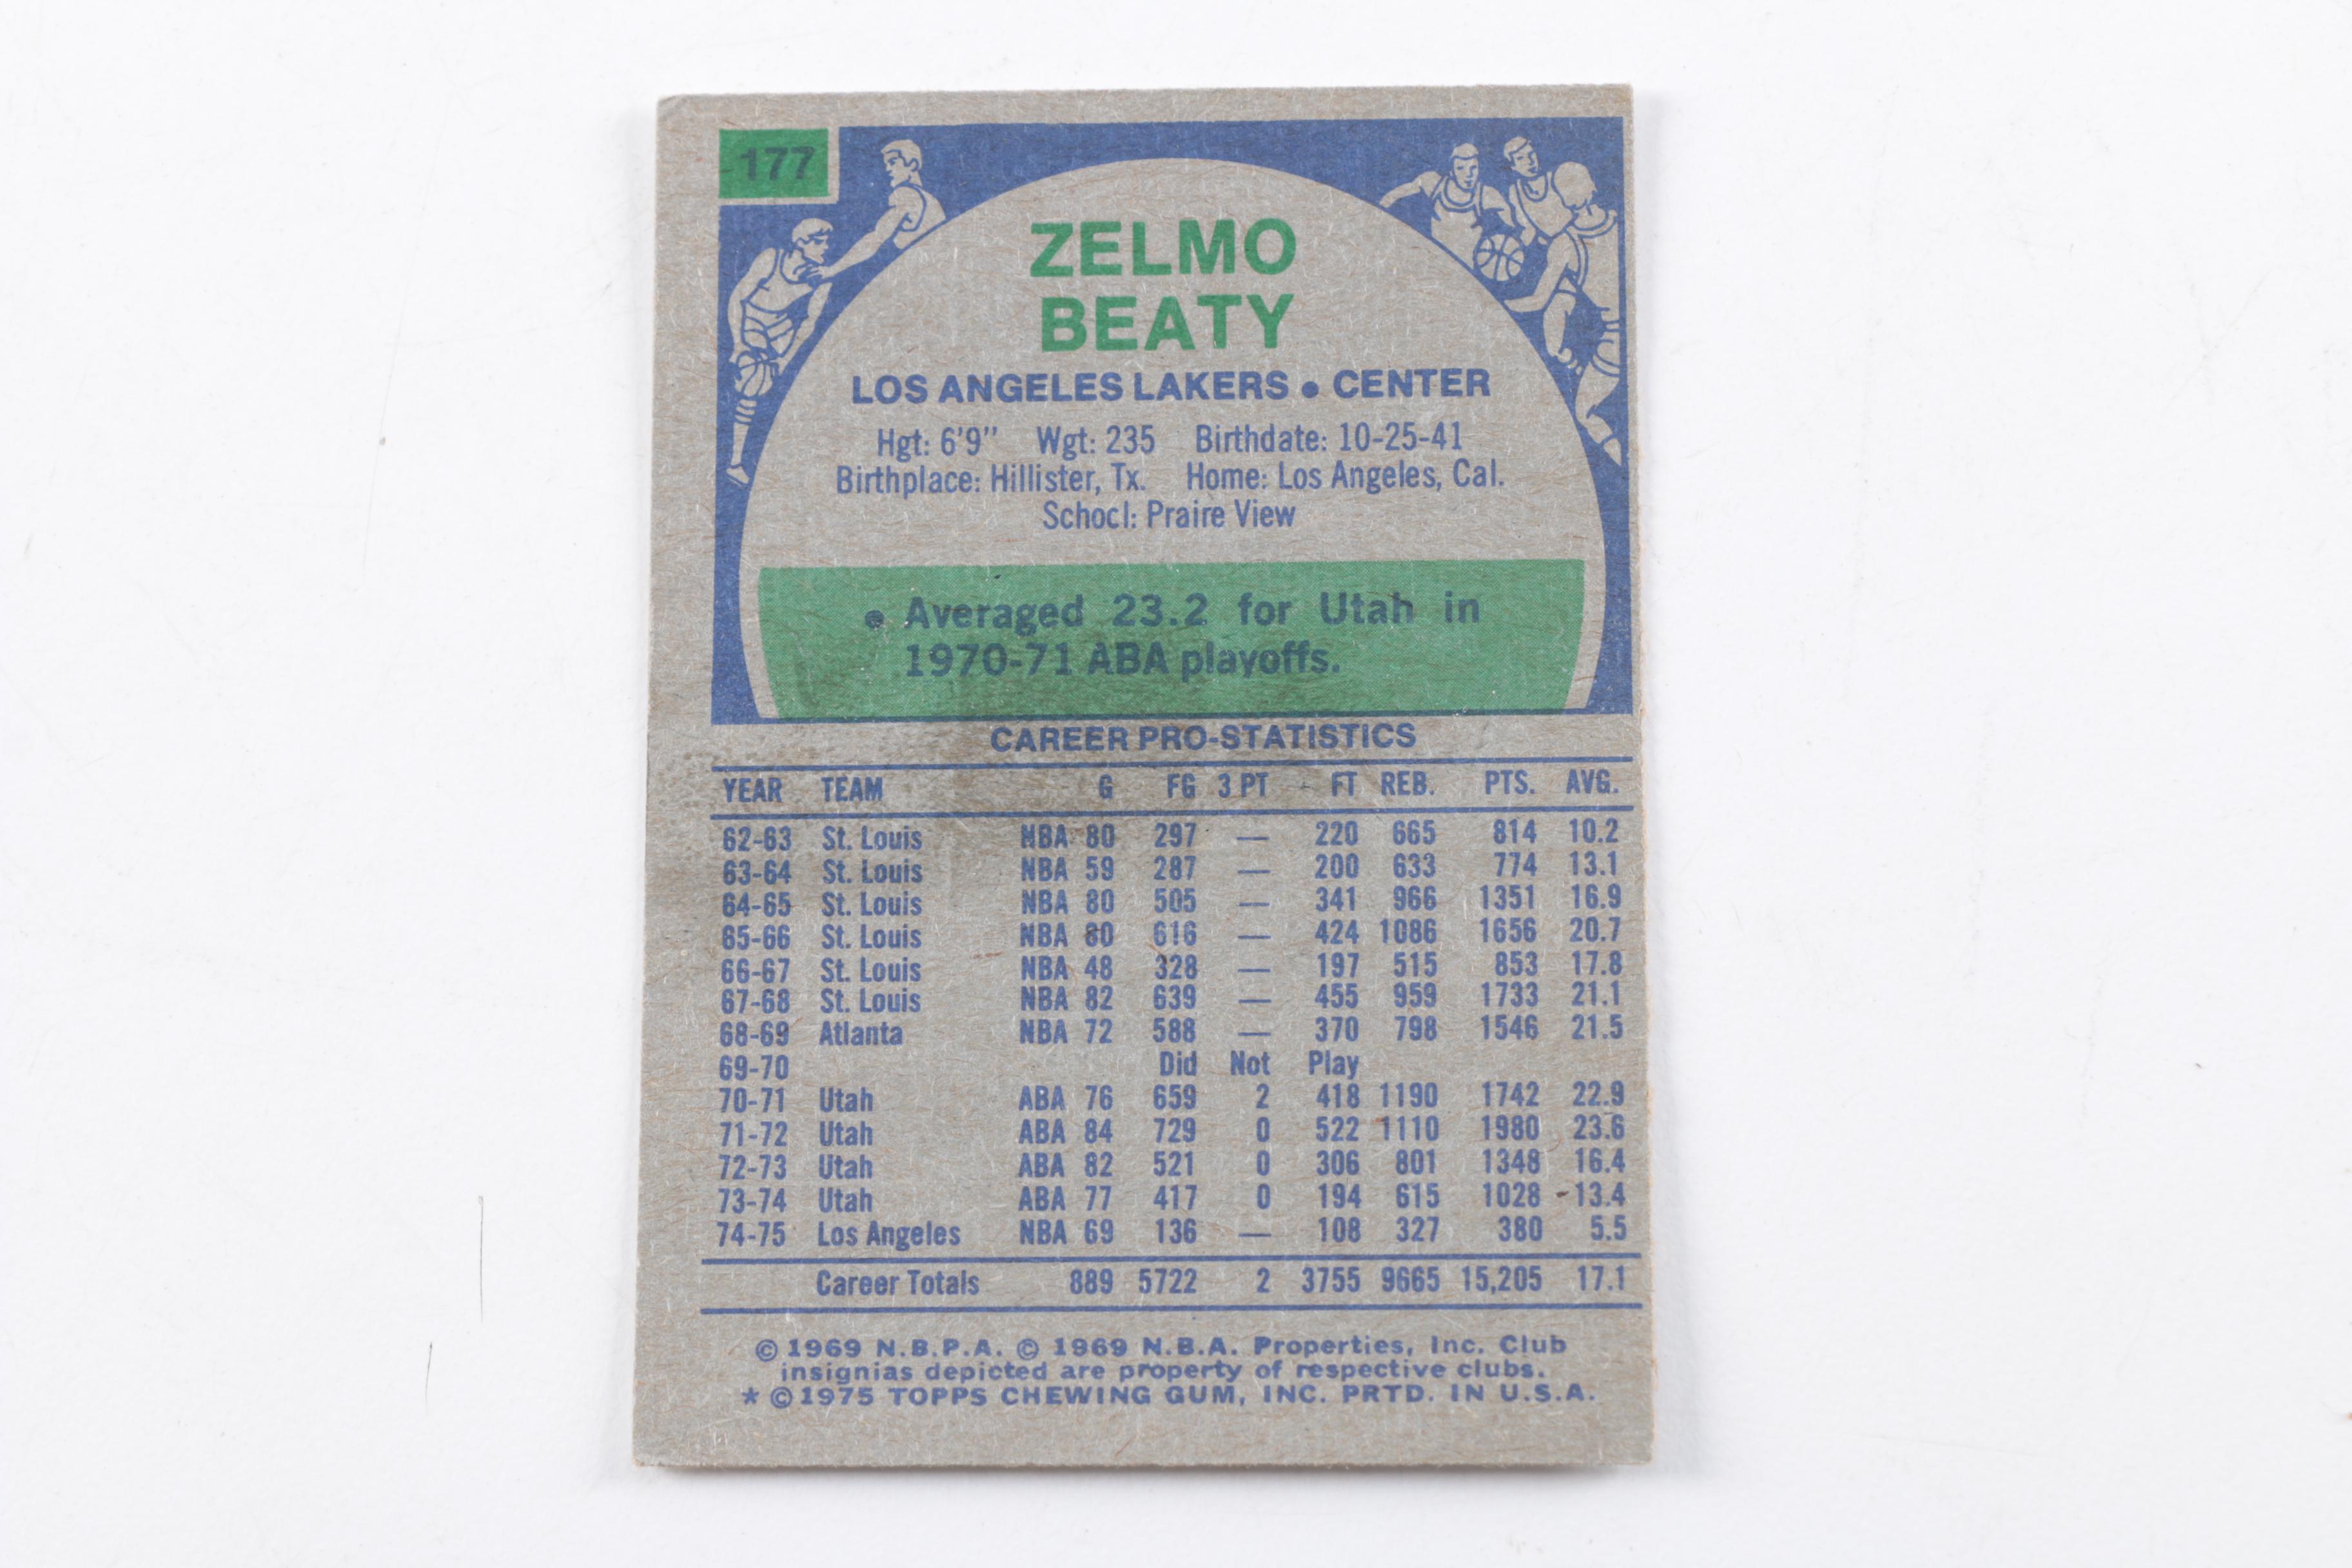 177
ZELMO
BEATY
LOS ANGELES LAKERS • CENTER
Hgt: 6'9" Wgt: 235 Birthdate: 10-25-41
Birthplace: Hillister, Tx. Home: Los Angeles, Cal.
School: Praire View
• Averaged 23.2 for Utah in
1970-71 ABA playoffs.
CAREER PRO-STATISTICS
YEAR TEAM G FG 3 PT FT REB. PTS. AVG.
62-63 St. Louis NBA 80 297 — 220 665 814 10.2
63-64 St. Louis NBA 59 287 — 200 633 774 13.1
64-65 St. Louis NBA 80 505 — 341 966 1351 16.9
65-66 St. Louis NBA 80 616 — 424 1086 1656 20.7
66-67 St. Louis NBA 48 328 — 197 515 853 17.8
67-68 St. Louis NBA 82 639 — 455 959 1733 21.1
68-69 Atlanta NBA 72 588 — 370 798 1546 21.5
69-70 Did Not Play
70-71 Utah ABA 76 659 2 418 1190 1742 22.9
71-72 Utah ABA 84 729 0 522 1110 1980 23.6
72-73 Utah ABA 82 521 0 306 801 1348 16.4
73-74 Utah ABA 77 417 0 194 615 1028 13.4
74-75 Los Angeles NBA 69 136 — 108 327 380 5.5
Career Totals 889 5722 2 3755 9665 15,205 17.1
© 1969 N.B.P.A. © 1969 N.B.A. Properties, Inc. Club
insignias depicted are property of respective clubs.
* © 1975 TOPPS CHEWING GUM, INC. PRTD. IN U.S.A.